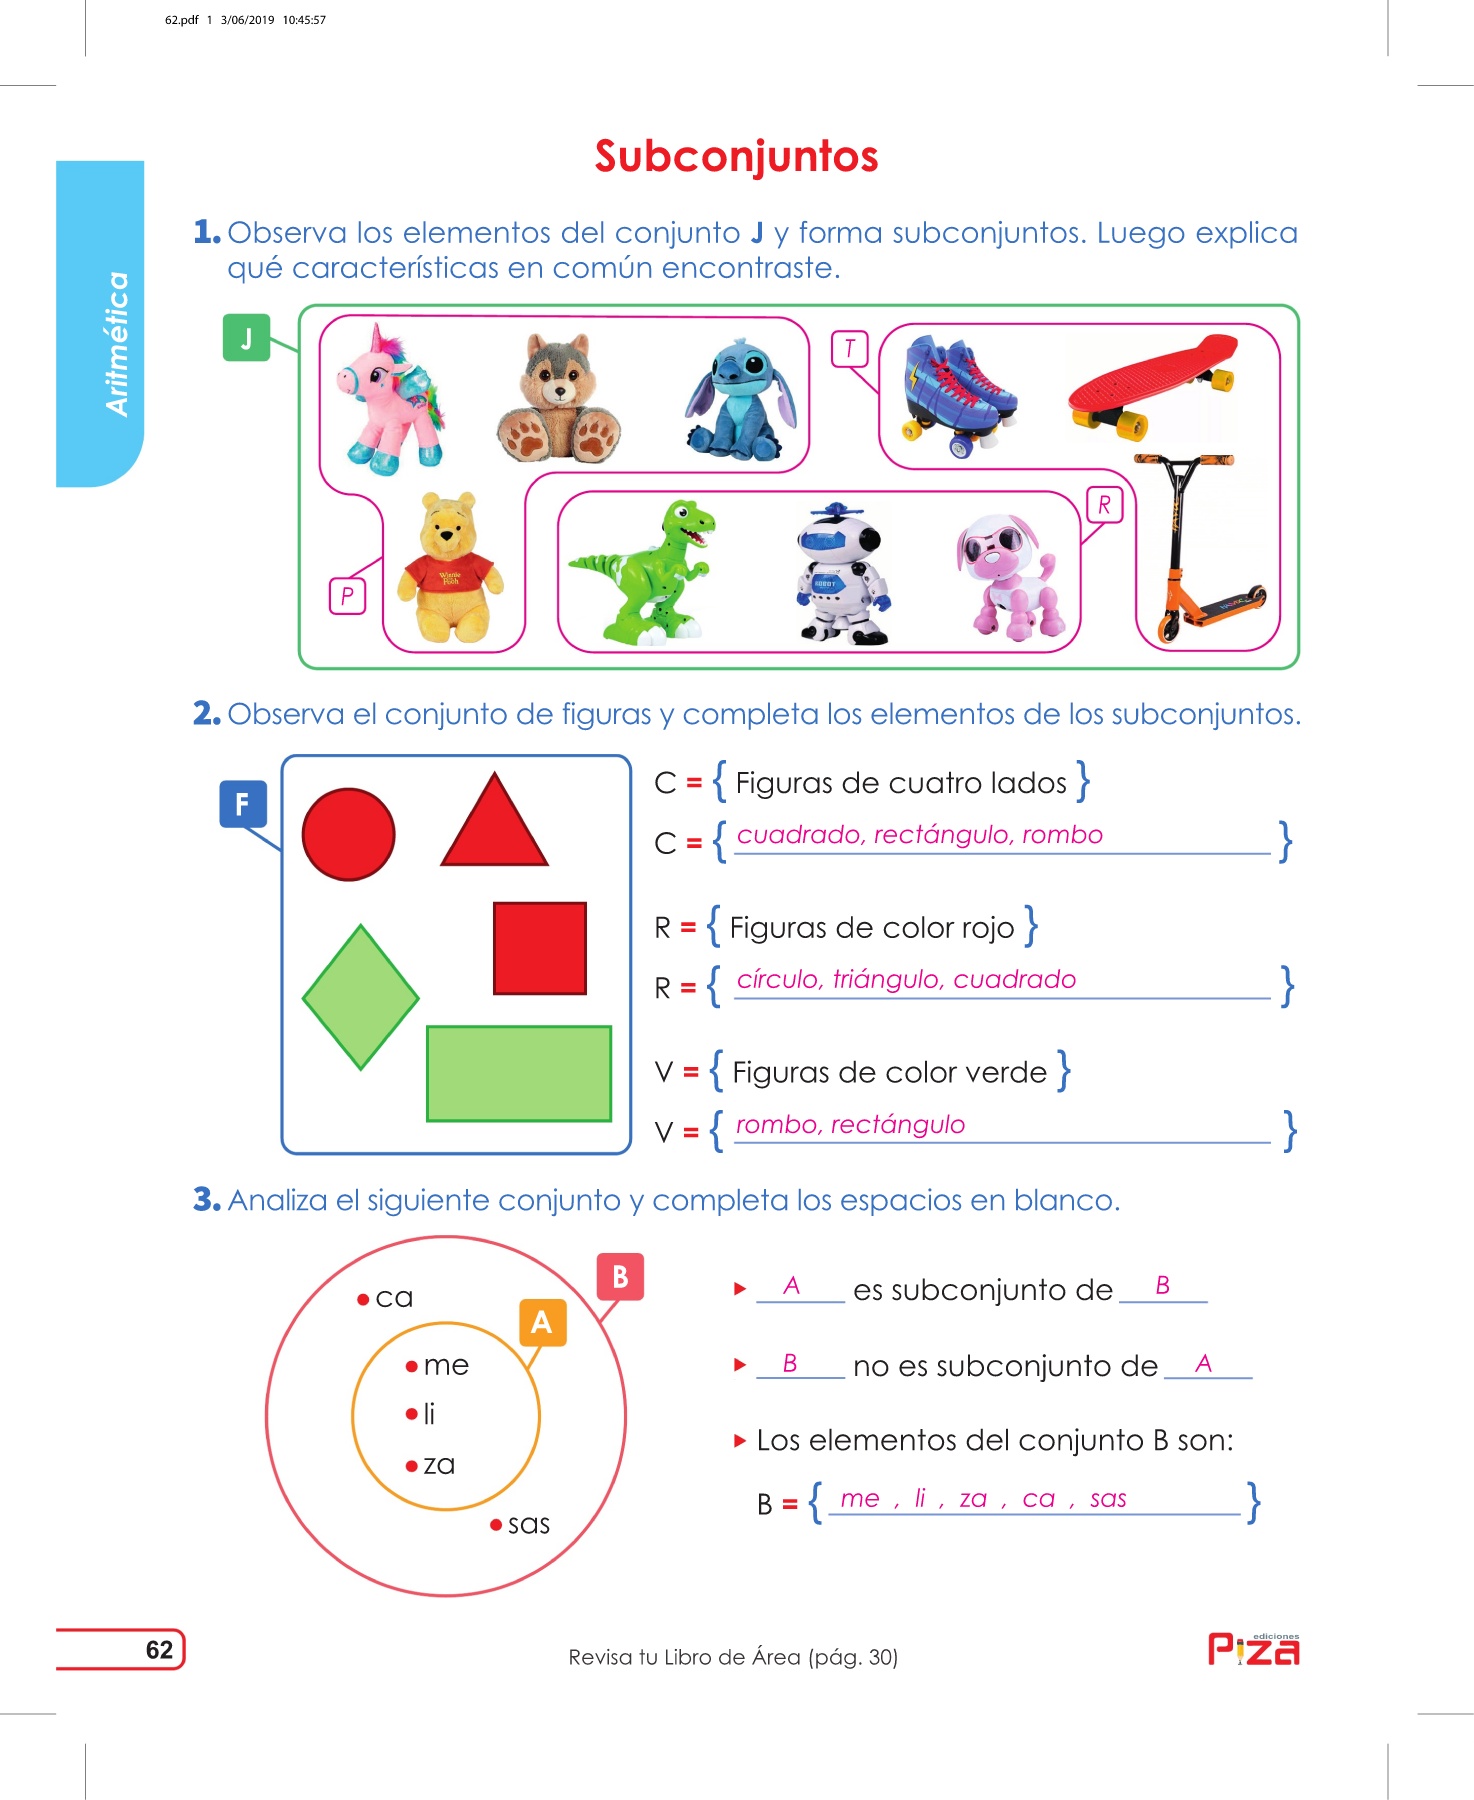 62.pdf 1 3/06/2019 10:45:57
Subconjuntos
Aritmética
1. Observa los elementos del conjunto J y forma subconjuntos. Luego explica
qué características en común encontraste.
J
T
R
P
Winnie
the
Pooh
ROBOT
2. Observa el conjunto de figuras y completa los elementos de los subconjuntos.
F
C = { Figuras de cuatro lados }
C = { cuadrado, rectángulo, rombo }
R = { Figuras de color rojo }
R = { círculo, triángulo, cuadrado }
V = { Figuras de color verde }
V = { rombo, rectángulo }
3. Analiza el siguiente conjunto y completa los espacios en blanco.
B
A
• ca
• me
• li
• za
• sas
▸ A es subconjunto de B
▸ B no es subconjunto de A
▸ Los elementos del conjunto B son:
B = { me , li , za , ca , sas }
62
Revisa tu Libro de Área (pág. 30)
ediciones
Piza